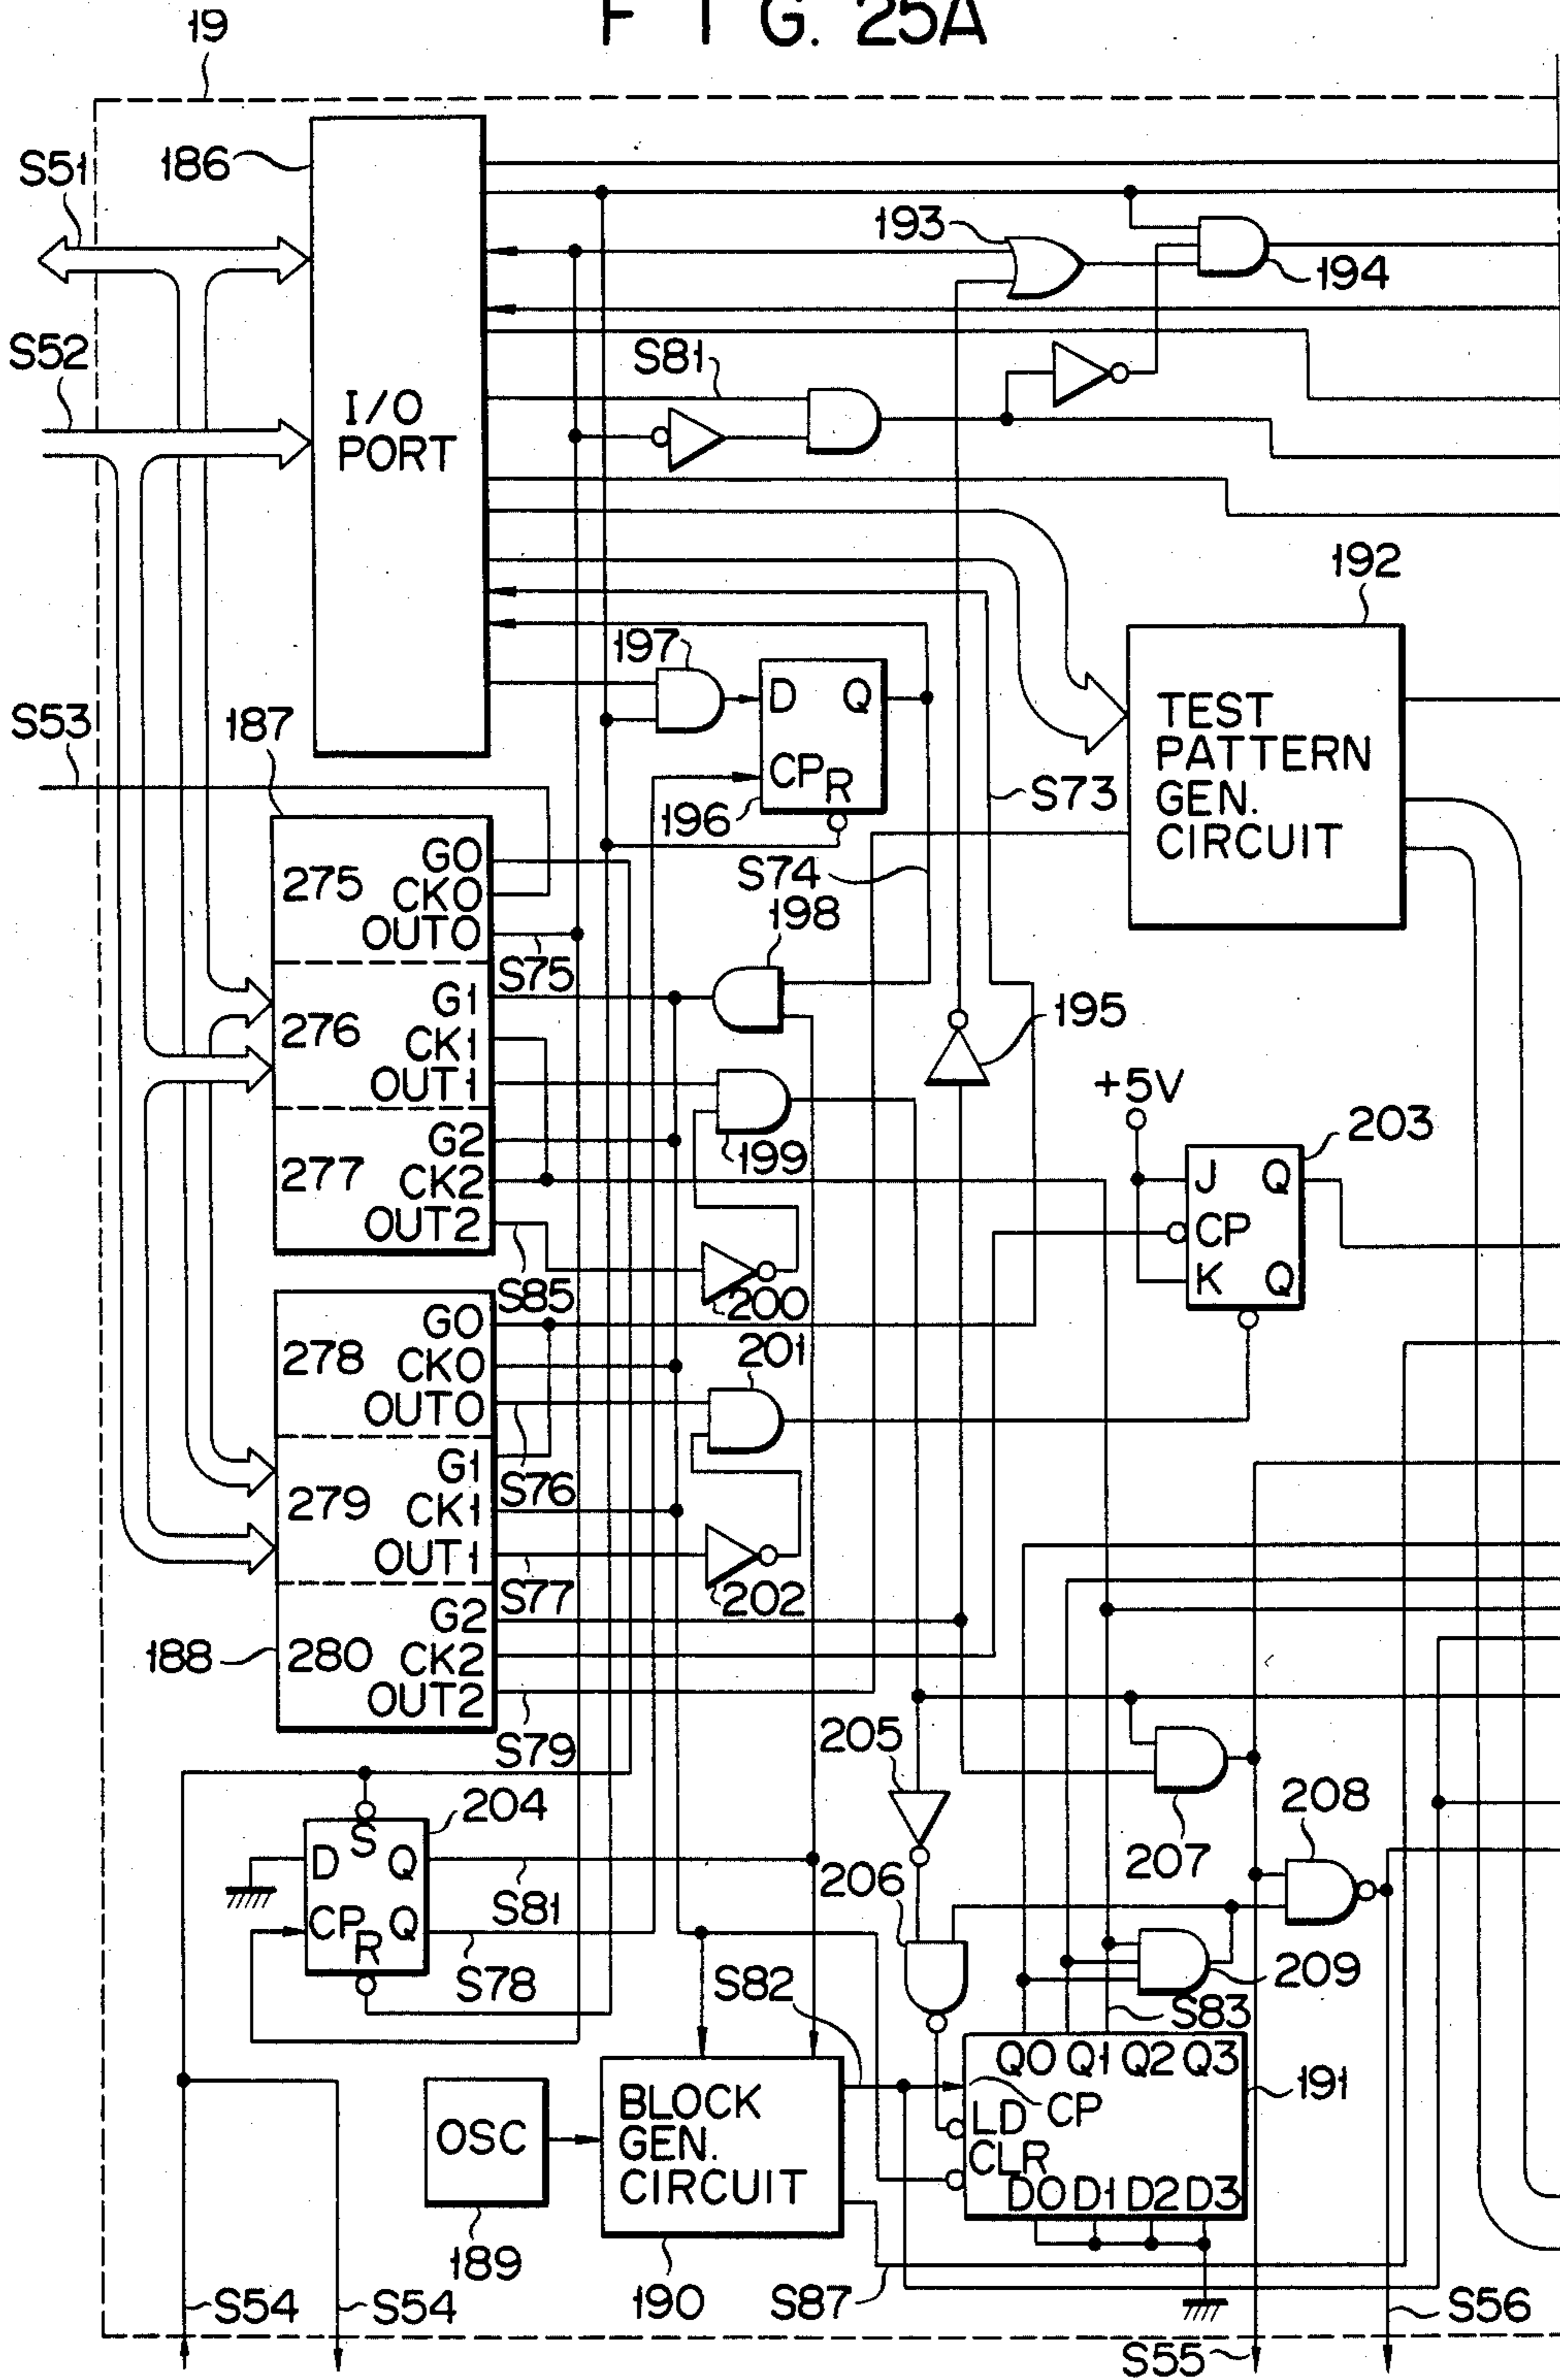 F I G. 25A
19
S51
186
193
194
S52
S81
I/O
PORT
192
197
D Q
CP R
196
S53
187
S73
TEST
PATTERN
GEN.
CIRCUIT
S74
275
G0
CK0
OUT0
S75
198
276
G1
CK1
OUT1
195
199
+5V
203
277
G2
CK2
OUT2
S85
200
J Q
CP
K Q
278
G0
CK0
OUT0
201
S76
279
G1
CK1
OUT1
S77
202
188
280
G2
CK2
OUT2
S79
205
204
S
D Q
CP Q
R
S81
S78
207
208
206
209
S82
S83
Q0 Q1 Q2 Q3
191
CP
LD
CLR
D0 D1 D2 D3
OSC
189
BLOCK
GEN.
CIRCUIT
190
S87
S54
S54
S55
S56